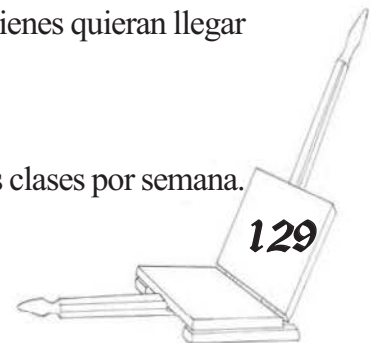 ienes quieran llegar
s clases por semana.
129